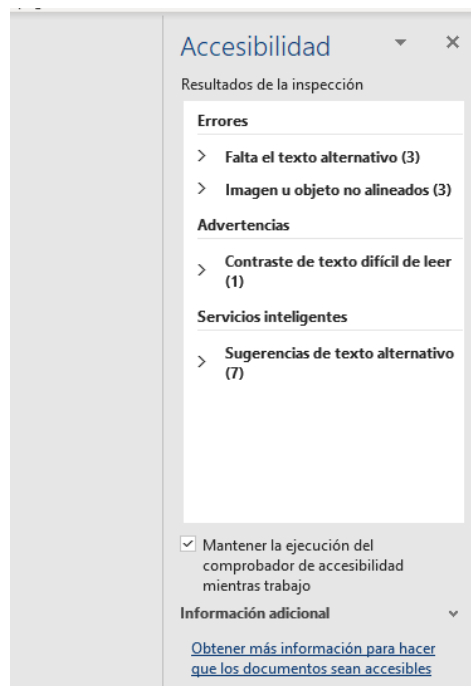 Accesibilidad
Resultados de la inspección
Errores
Falta el texto alternativo (3)
Imagen u objeto no alineados (3)
Advertencias
Contraste de texto difícil de leer
(1)
Servicios inteligentes
Sugerencias de texto alternativo
(7)
Mantener la ejecución del
comprobador de accesibilidad
mientras trabajo
Información adicional
Obtener más información para hacer
que los documentos sean accesibles